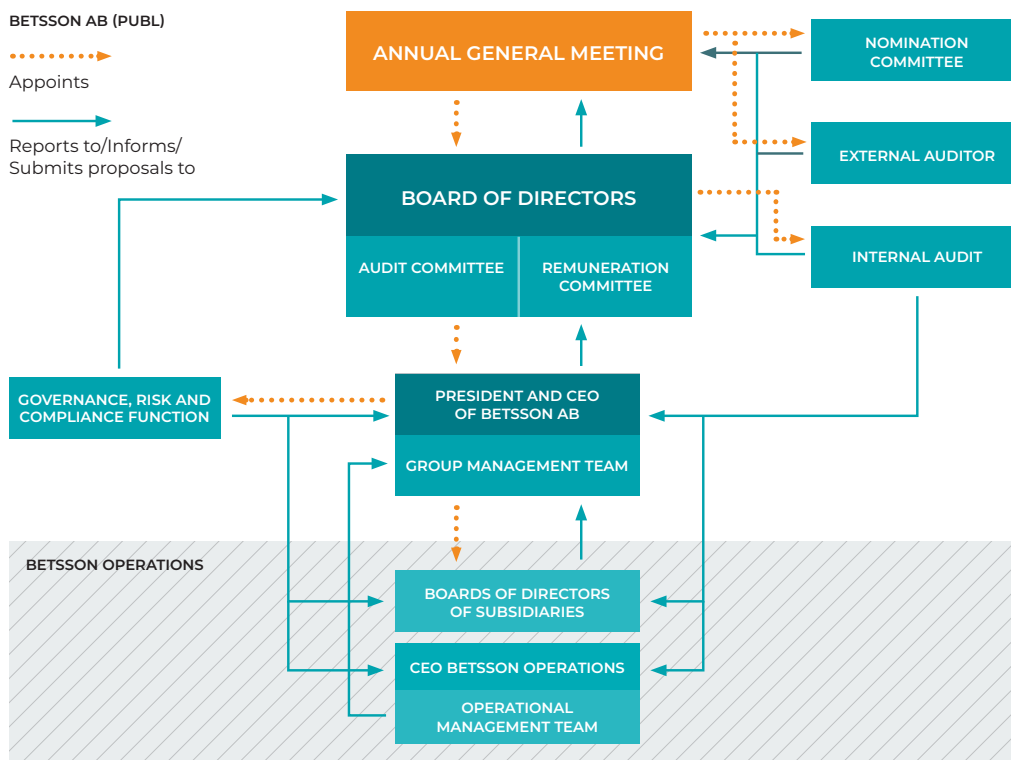 BETSSON AB (PUBL)
Appoints
Reports to/Informs/
Submits proposals to
ANNUAL GENERAL MEETING
NOMINATION
COMMITTEE
EXTERNAL AUDITOR
BOARD OF DIRECTORS
AUDIT COMMITTEE
REMUNERATION
COMMITTEE
INTERNAL AUDIT
GOVERNANCE, RISK AND
COMPLIANCE FUNCTION
PRESIDENT AND CEO
OF BETSSON AB
GROUP MANAGEMENT TEAM
BETSSON OPERATIONS
BOARDS OF DIRECTORS
OF SUBSIDIARIES
CEO BETSSON OPERATIONS
OPERATIONAL
MANAGEMENT TEAM